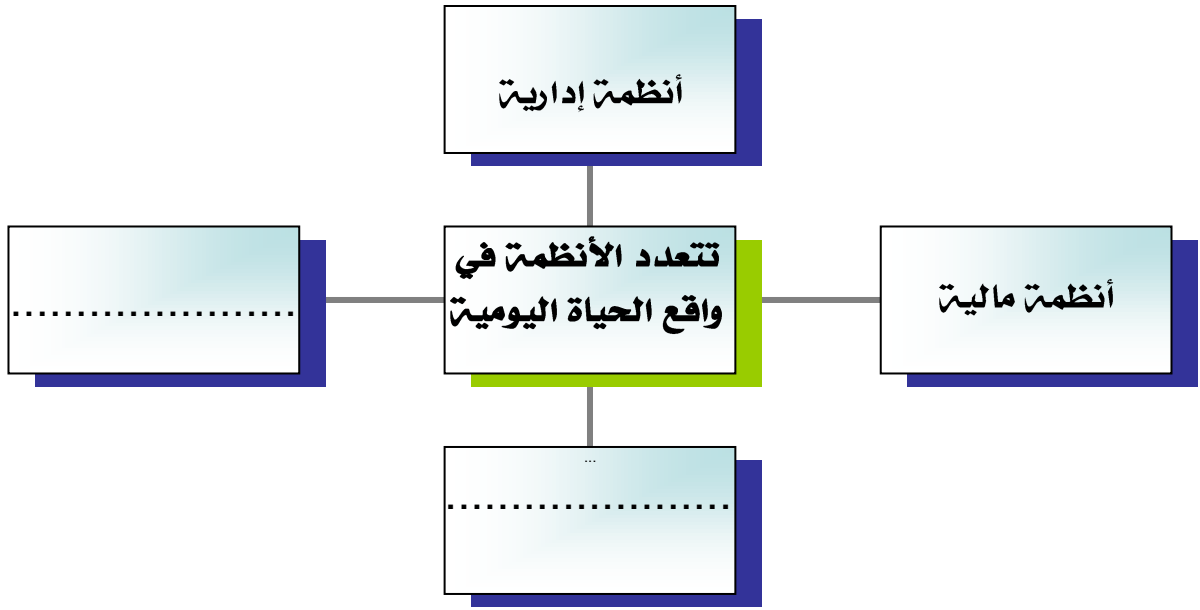 أنظمة إدارية
تتعدد الأنظمة في
واقع الحياة اليومية
أنظمة مالية
......................
...
......................